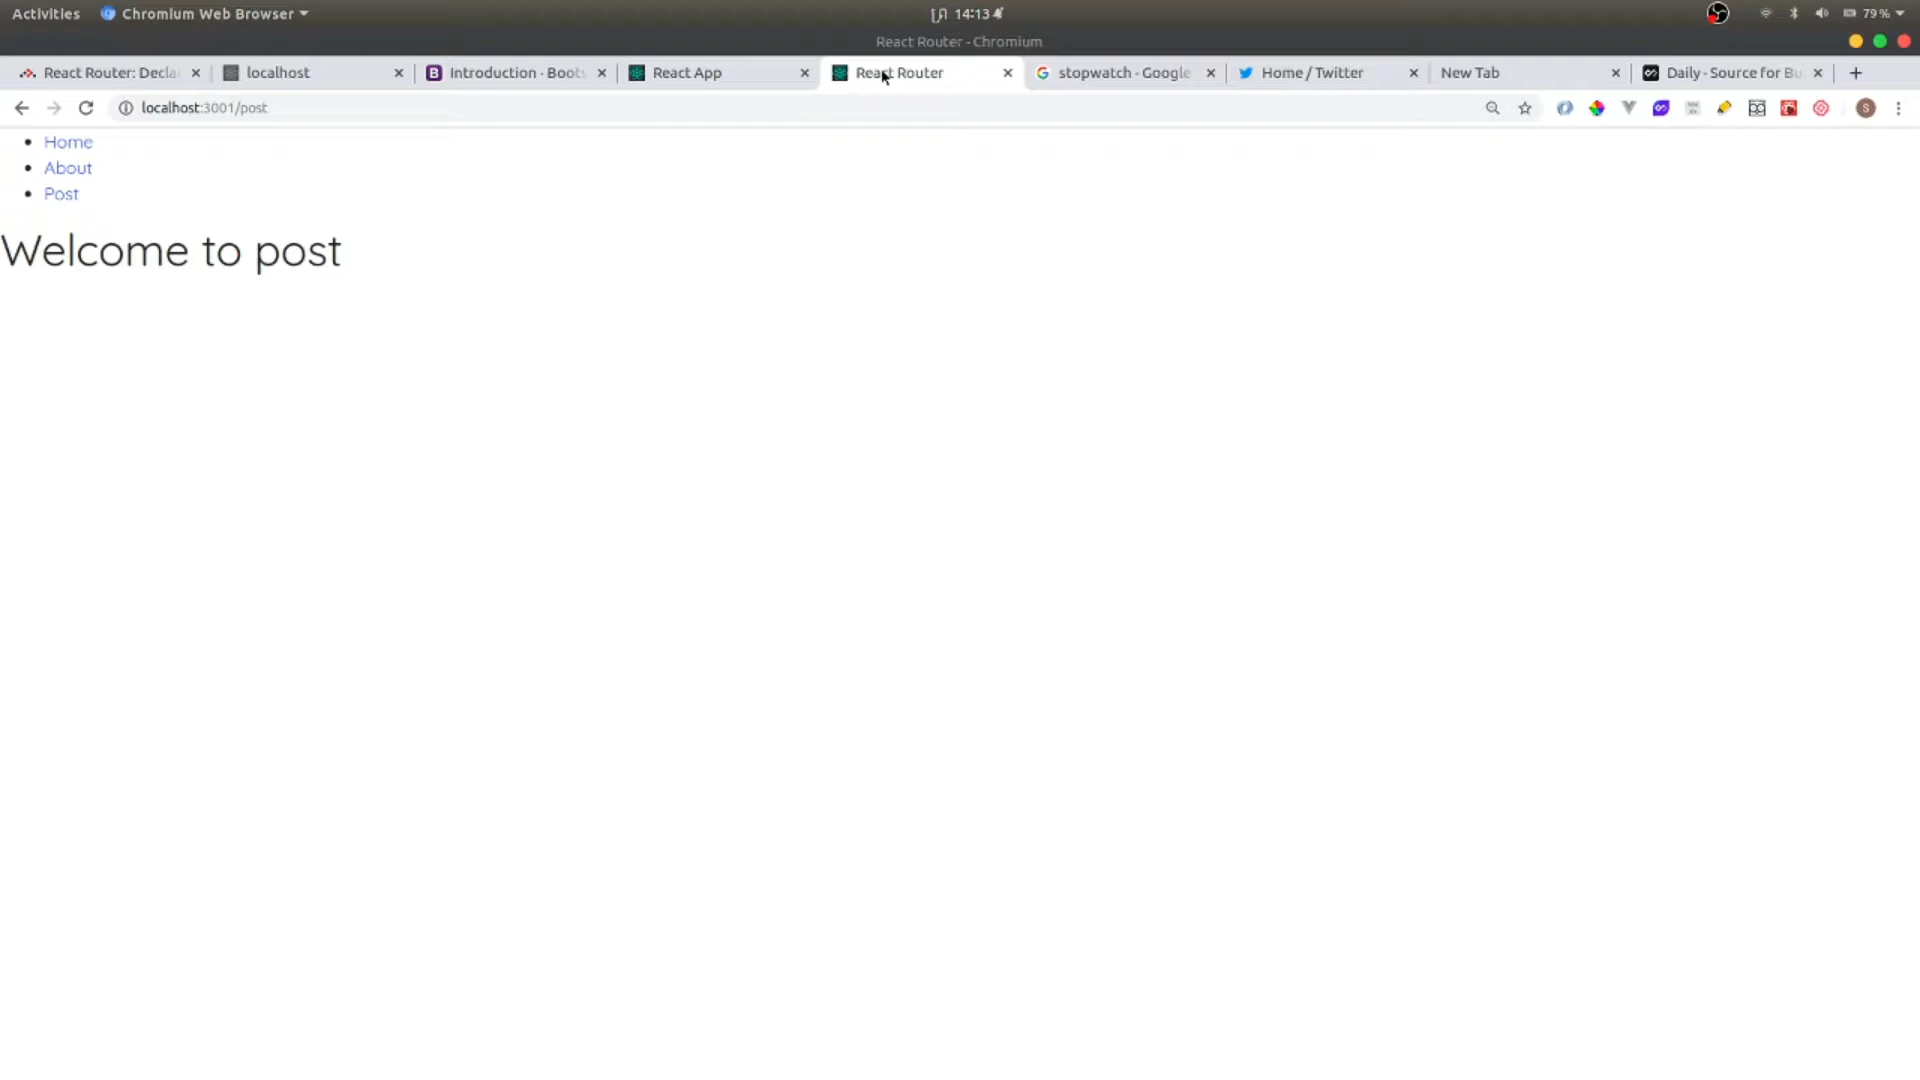 Activities Chromium Web Browser 14:13 79 %
React Router - Chromium
React Router: Decla localhost Introduction · Boots React App React Router stopwatch - Google Home / Twitter New Tab Daily - Source for Bu
localhost:3001/post S
Home
About
Post
Welcome to post